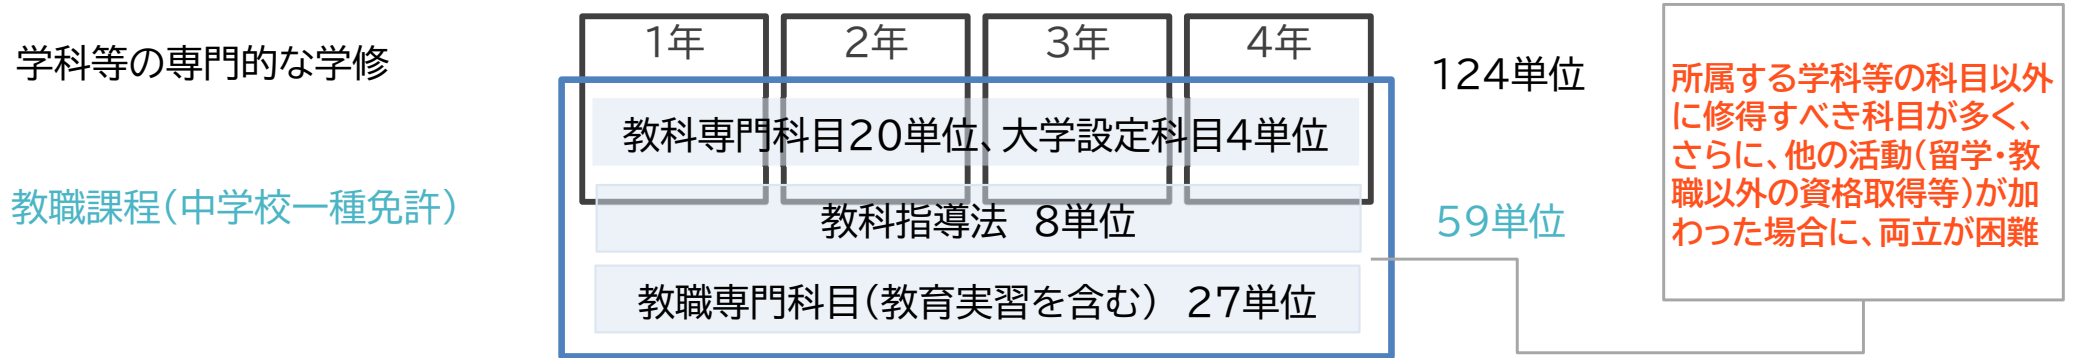 学科等の専門的な学修
1年
2年
3年
4年
124単位
教科専門科目20単位、大学設定科目4単位
教職課程(中学校一種免許)
教科指導法 8単位
59単位
教職専門科目(教育実習を含む) 27単位
所属する学科等の科目以外
に修得すべき科目が多く、
さらに、他の活動(留学・教
職以外の資格取得等)が加
わった場合に、両立が困難